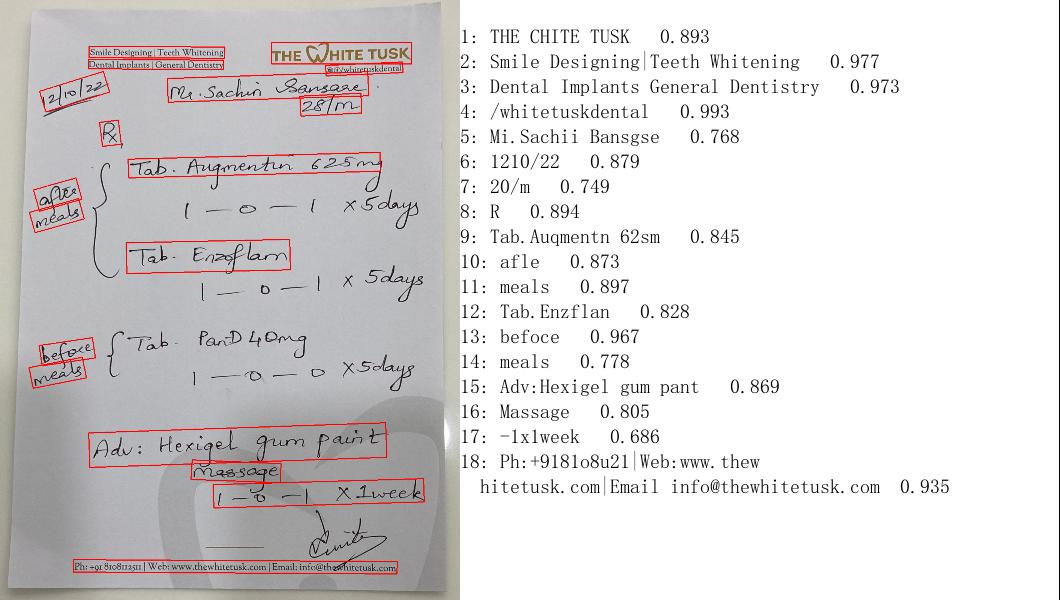 Smile Designing | Teeth Whitening
Dental Implants | General Dentistry
THE WHITE TUSK
/whitetuskdental
12/10/22
Mr. Sachin Sansare
28/m
Rx
after
meals
Tab. Augmentin 625mg
1 — 0 — 1 x 5days
Tab. Enzoflam
1 — 0 — 1 x 5days
before
meals
Tab. PanD 40mg
1 — 0 — 0 x 5days
Adv: Hexigel gum paint
massage
1 — 0 — 1 x 1week
Ph: +91 8108112511 | Web: www.thewhitetusk.com | Email: info@thewhitetusk.com
1: THE CHITE TUSK 0.893
2: Smile Designing|Teeth Whitening 0.977
3: Dental Implants General Dentistry 0.973
4: /whitetuskdental 0.993
5: Mi.Sachii Bansgse 0.768
6: 1210/22 0.879
7: 20/m 0.749
8: R 0.894
9: Tab.Auqmentn 62sm 0.845
10: afle 0.873
11: meals 0.897
12: Tab.Enzflan 0.828
13: befoce 0.967
14: meals 0.778
15: Adv:Hexigel gum pant 0.869
16: Massage 0.805
17: -1x1week 0.686
18: Ph:+9181o8u21|Web:www.thew
hitetusk.com|Email info@thewhitetusk.com 0.935